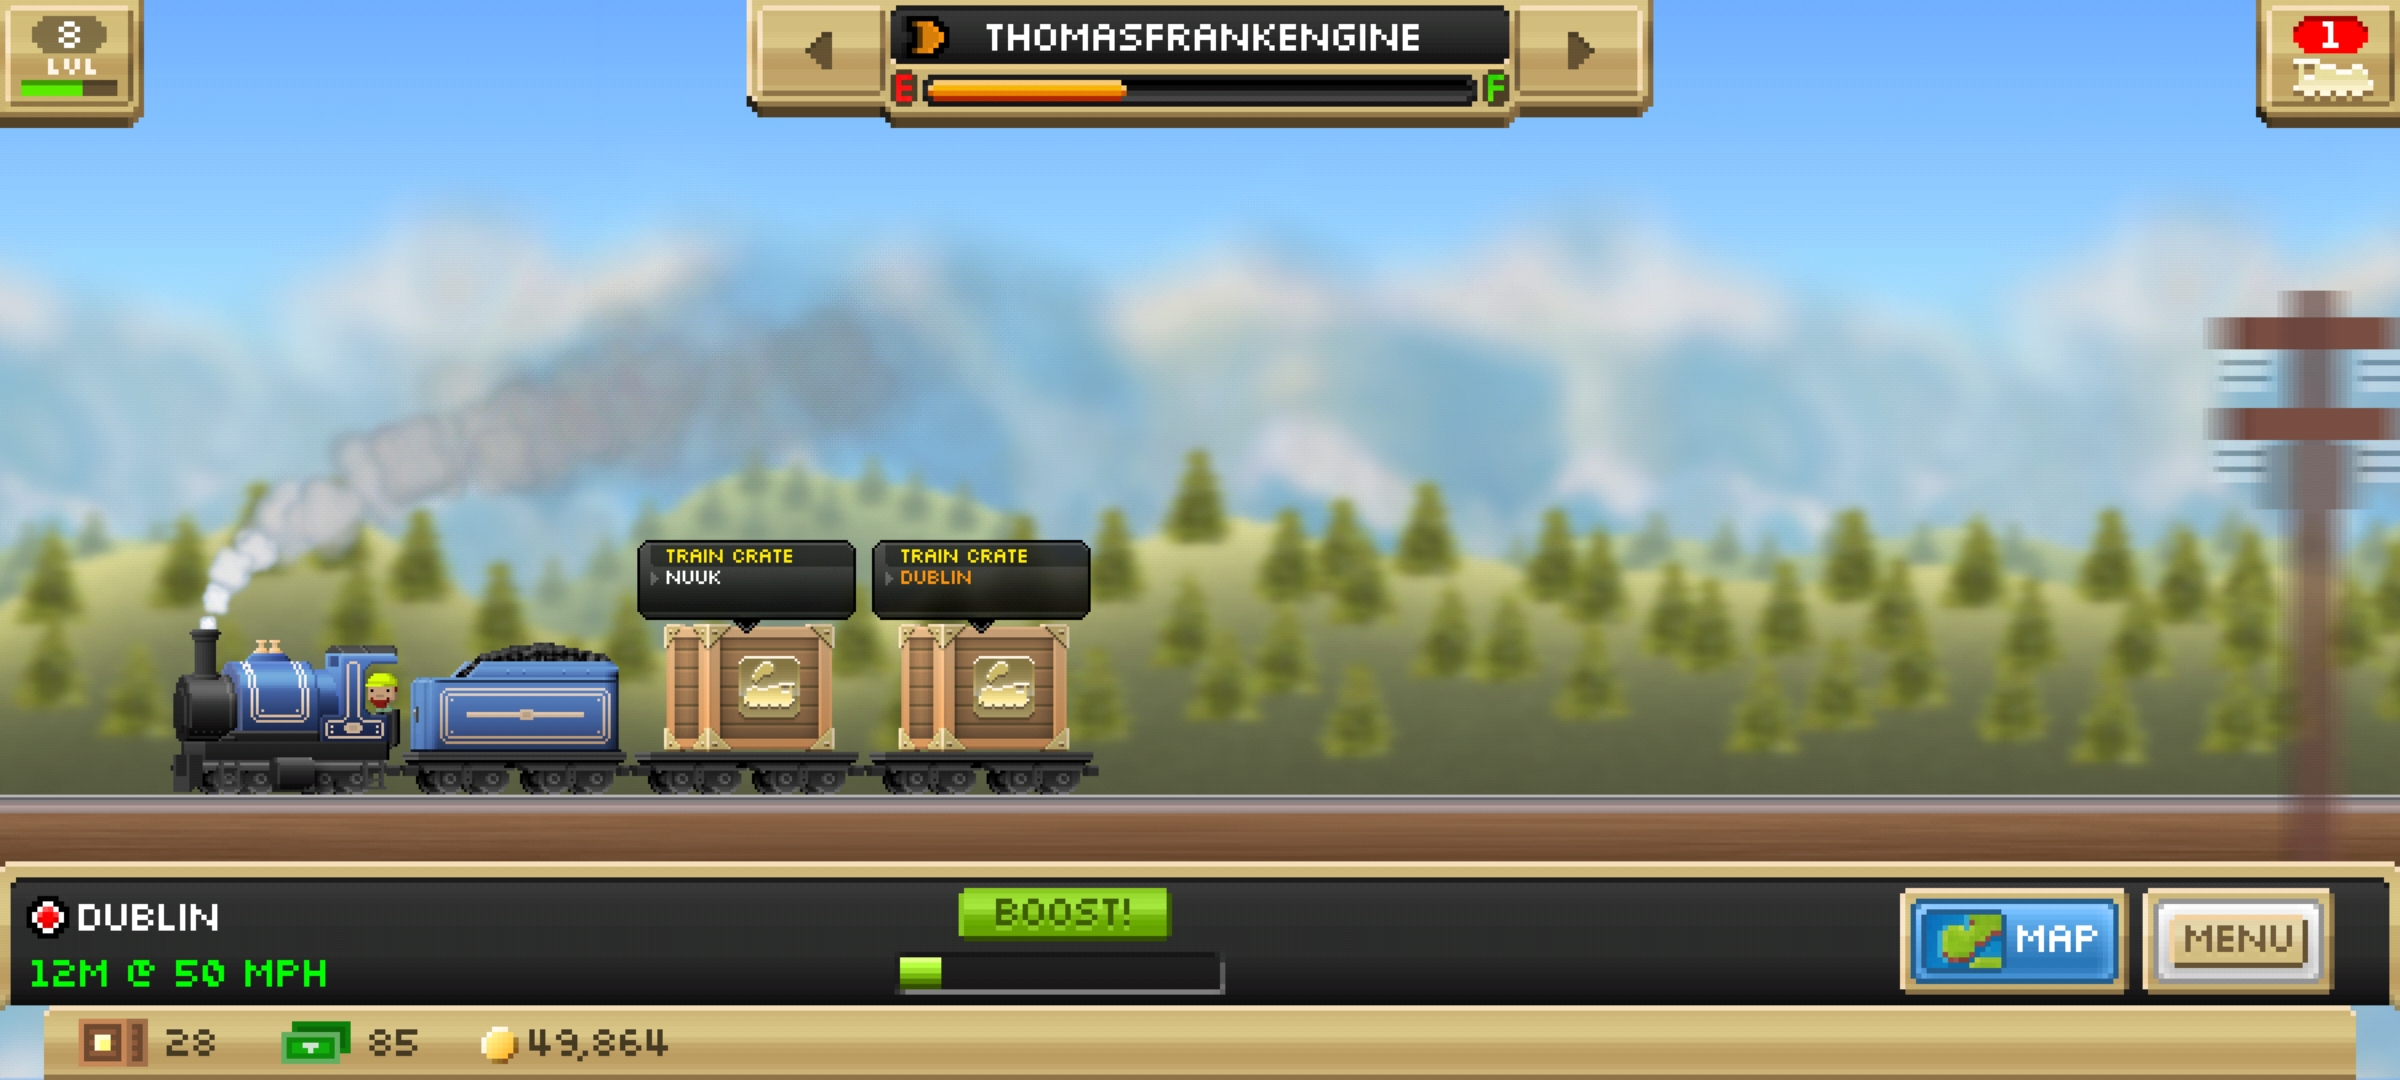 8
LVL
THOMASFRANKENGINE
E F
1
TRAIN CRATE
NUUK
TRAIN CRATE
DUBLIN
DUBLIN
12M @ 50 MPH
BOOST!
MAP
MENU
28
85
49,864